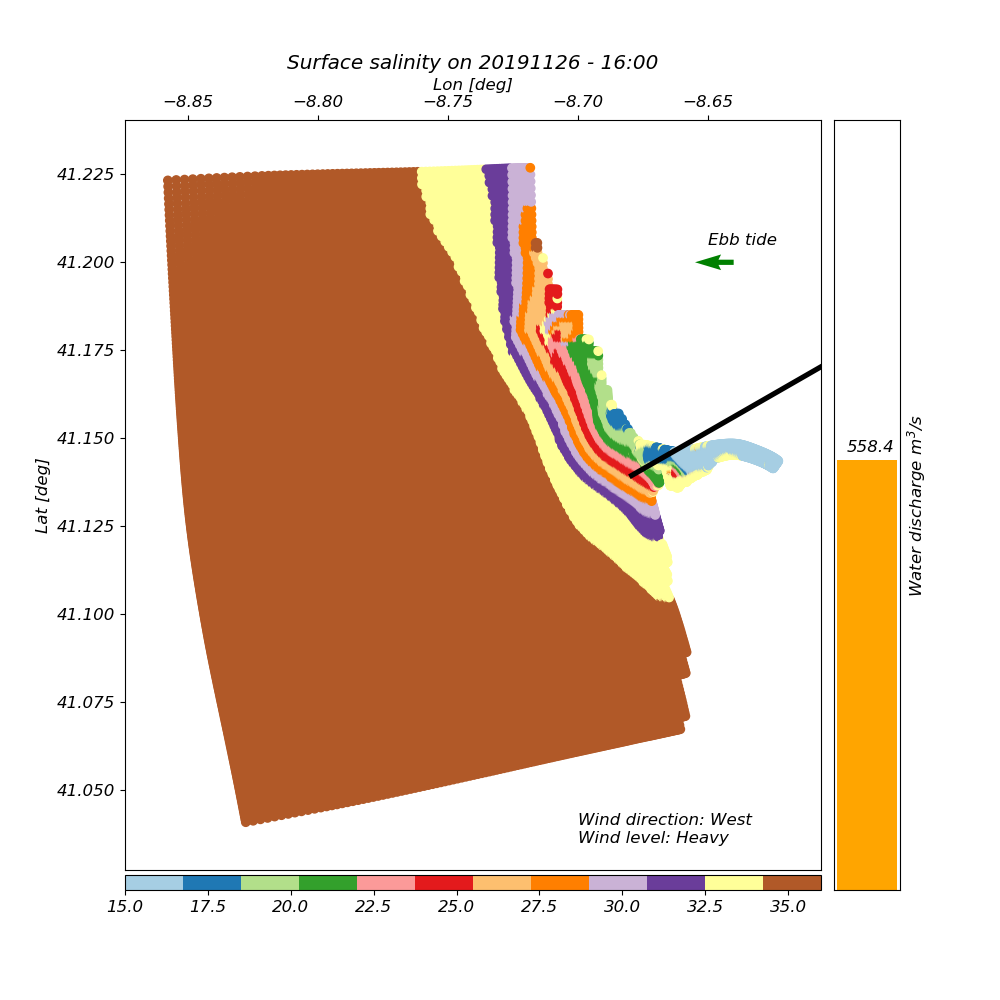 Surface salinity on 20191126 - 16:00
Lon [deg]
−8.85 −8.80 −8.75 −8.70 −8.65
41.225
41.200
41.175
41.150
41.125
41.100
41.075
41.050
Lat [deg]
Ebb tide
Wind direction: West
Wind level: Heavy
558.4
Water discharge m³/s
15.0 17.5 20.0 22.5 25.0 27.5 30.0 32.5 35.0